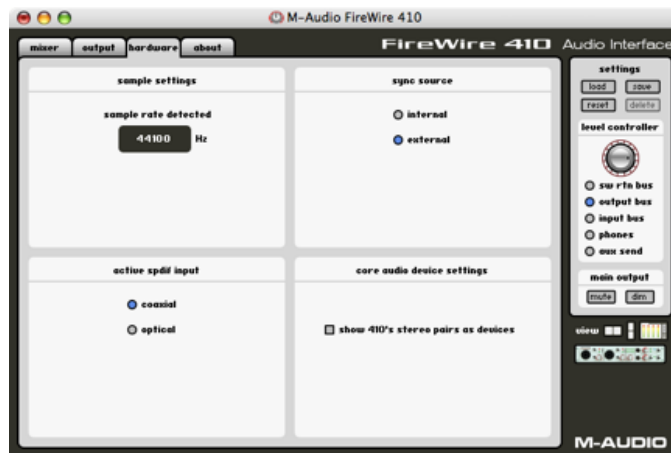 M-Audio FireWire 410
mixer output hardware about
FireWire 410 Audio Interface
sample settings
sample rate detected
44100 Hz
sync source
internal
external
active spdif input
coaxial
optical
core audio device settings
show 410's stereo pairs as devices
settings
load save
reset delete
level controller
sw rtn bus
output bus
input bus
phones
aux send
main output
mute dim
view
M-AUDIO